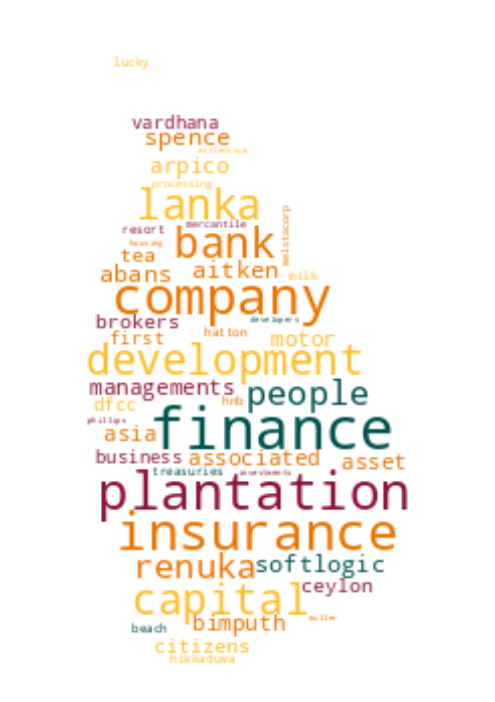 lucky
vardhana
spence
millennium
arpico
processing
lanka
mercantile
resort
melstacorp
bank
housing
tea
aitken
abans
milk
company
brokers
developers
first
hatton
motor
development
managements
people
dfcc
hnb
phillips
finance
asia
business
associated
asset
treasuries
investments
plantation
insurance
renuka
softlogic
ceylon
capital
muller
bimputh
beach
citizens
hikkaduwa